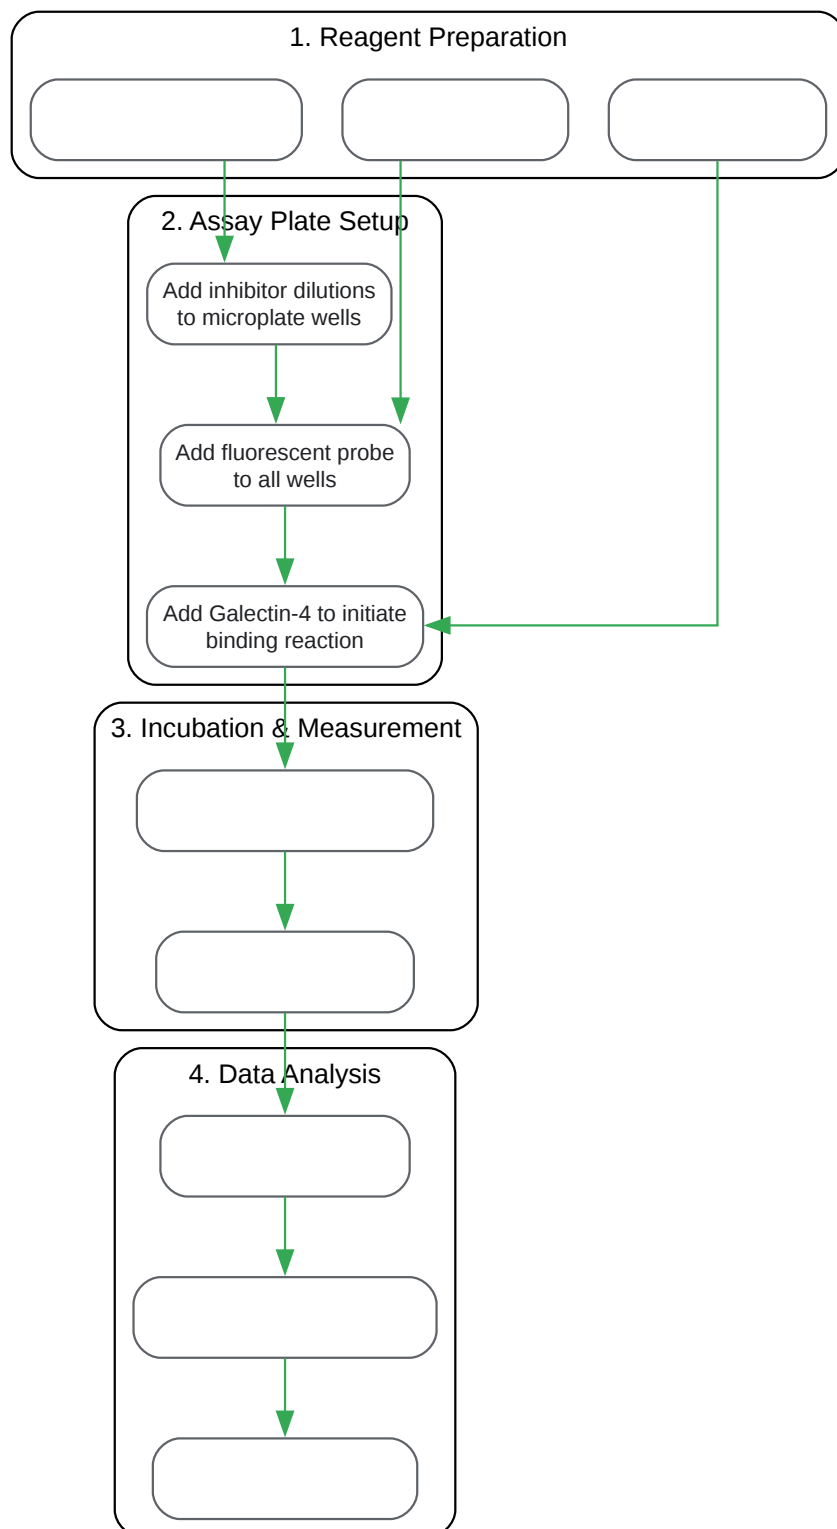 1. Reagent Preparation
2. Assay Plate Setup
Add inhibitor dilutions
to microplate wells
Add fluorescent probe
to all wells
Add Galectin-4 to initiate
binding reaction
3. Incubation & Measurement
4. Data Analysis